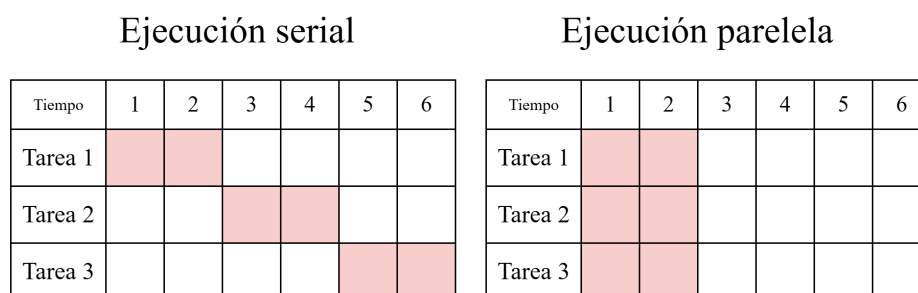 Ejecución serial
Tiempo 1 2 3 4 5 6
Tarea 1
Tarea 2
Tarea 3
Ejecución parelela
Tiempo 1 2 3 4 5 6
Tarea 1
Tarea 2
Tarea 3